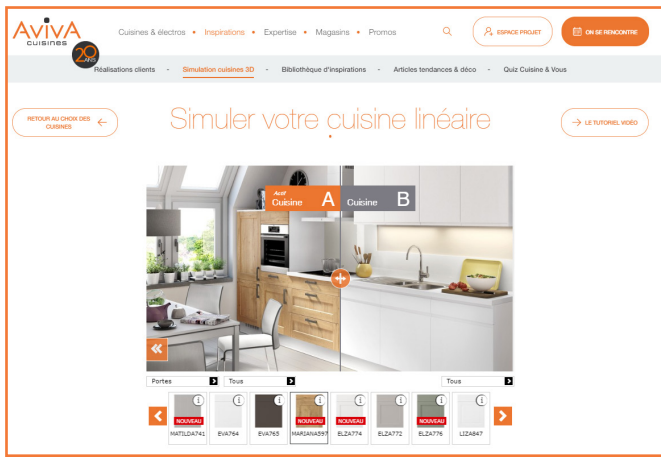 AVIVA
CUISINES
20
ANS
Cuisines & électros • Inspirations • Expertise • Magasins • Promos
ESPACE PROJET
ON SE RENCONTRE
Réalisations clients - Simulation cuisines 3D - Bibliothèque d'inspirations - Articles tendances & déco - Quiz Cuisine & Vous
RETOUR AU CHOIX DES
CUISINES
Simuler votre cuisine linéaire
LE TUTORIEL VIDÉO
Actif
Cuisine A
Cuisine B
Portes
Tous
Tous
NOUVEAU
NOUVEAU
NOUVEAU
NOUVEAU
MATILDA741
EVA764
EVA765
MARIANA597
ELZA774
ELZA772
ELZA776
LIZA847